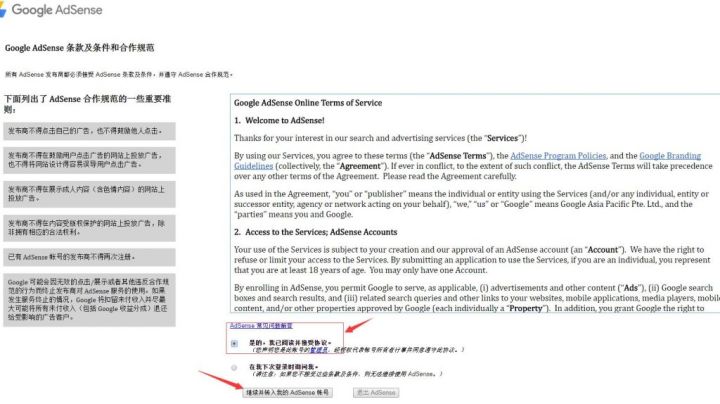 Google AdSense
Google AdSense 条款及条件和合作规范
所有 AdSense 发布商都必须接受 AdSense 条款及条件，并遵守 AdSense 合作规范。
下面列出了 AdSense 合作规范的一些重要准
则：
发布商不得点击自己的广告，也不得鼓励他人点击。
发布商不得在鼓励用户点击广告的网站上投放广告，
也不得将网站设计得容易误导用户点击广告。
发布商不得在展示成人内容（含色情内容）的网站上
投放广告。
发布商不得在内容受版权保护的网站上投放广告，除
非拥有相应的合法权利。
已有 AdSense 帐号的发布商不得再次注册。
Google 可能会因无效的点击/展示或者其他违反合作规
范的行为而终止发布商对 AdSense 服务的使用。如果
发生服务终止的情况，Google 将扣留未付收入并尽最
大可能将所有未付收入（包括 Google 收益分成）退还
给受影响的广告客户。
Google AdSense Online Terms of Service
1. Welcome to AdSense!
Thanks for your interest in our search and advertising services (the “Services”)!
By using our Services, you agree to these terms (the “AdSense Terms”), the AdSense Program Policies, and the Google Branding
Guidelines (collectively, the “Agreement”). If ever in conflict, to the extent of such conflict, the AdSense Terms will take precedence
over any other terms of the Agreement. Please read the Agreement carefully.
As used in the Agreement, “you” or “publisher” means the individual or entity using the Services (and/or any individual, entity or
successor entity, agency or network acting on your behalf), “we,” “us” or “Google” means Google Asia Pacific Pte. Ltd., and the
“parties” means you and Google.
2. Access to the Services; AdSense Accounts
Your use of the Services is subject to your creation and our approval of an AdSense account (an “Account”). We have the right to
refuse or limit your access to the Services. By submitting an application to use the Services, if you are an individual, you represent
that you are at least 18 years of age. You may only have one Account.
By enrolling in AdSense, you permit Google to serve, as applicable, (i) advertisements and other content (“Ads”), (ii) Google search
boxes and search results, and (iii) related search queries and other links to your websites, mobile applications, media players, mobile
content, and/or other properties approved by Google (each individually a “Property”). In addition, you grant Google the right to
AdSense 常见问题解答
是的，我已阅读并接受协议。
（您声明您是此帐号的管理员，经授权代表帐号所有者行事并同意遵守此协议。）
在我下次登录时询问我。
（请注意：如果您不接受这些条款及条件，则无法继续使用 AdSense。）
继续并转入我的 AdSense 帐号
退出 AdSense